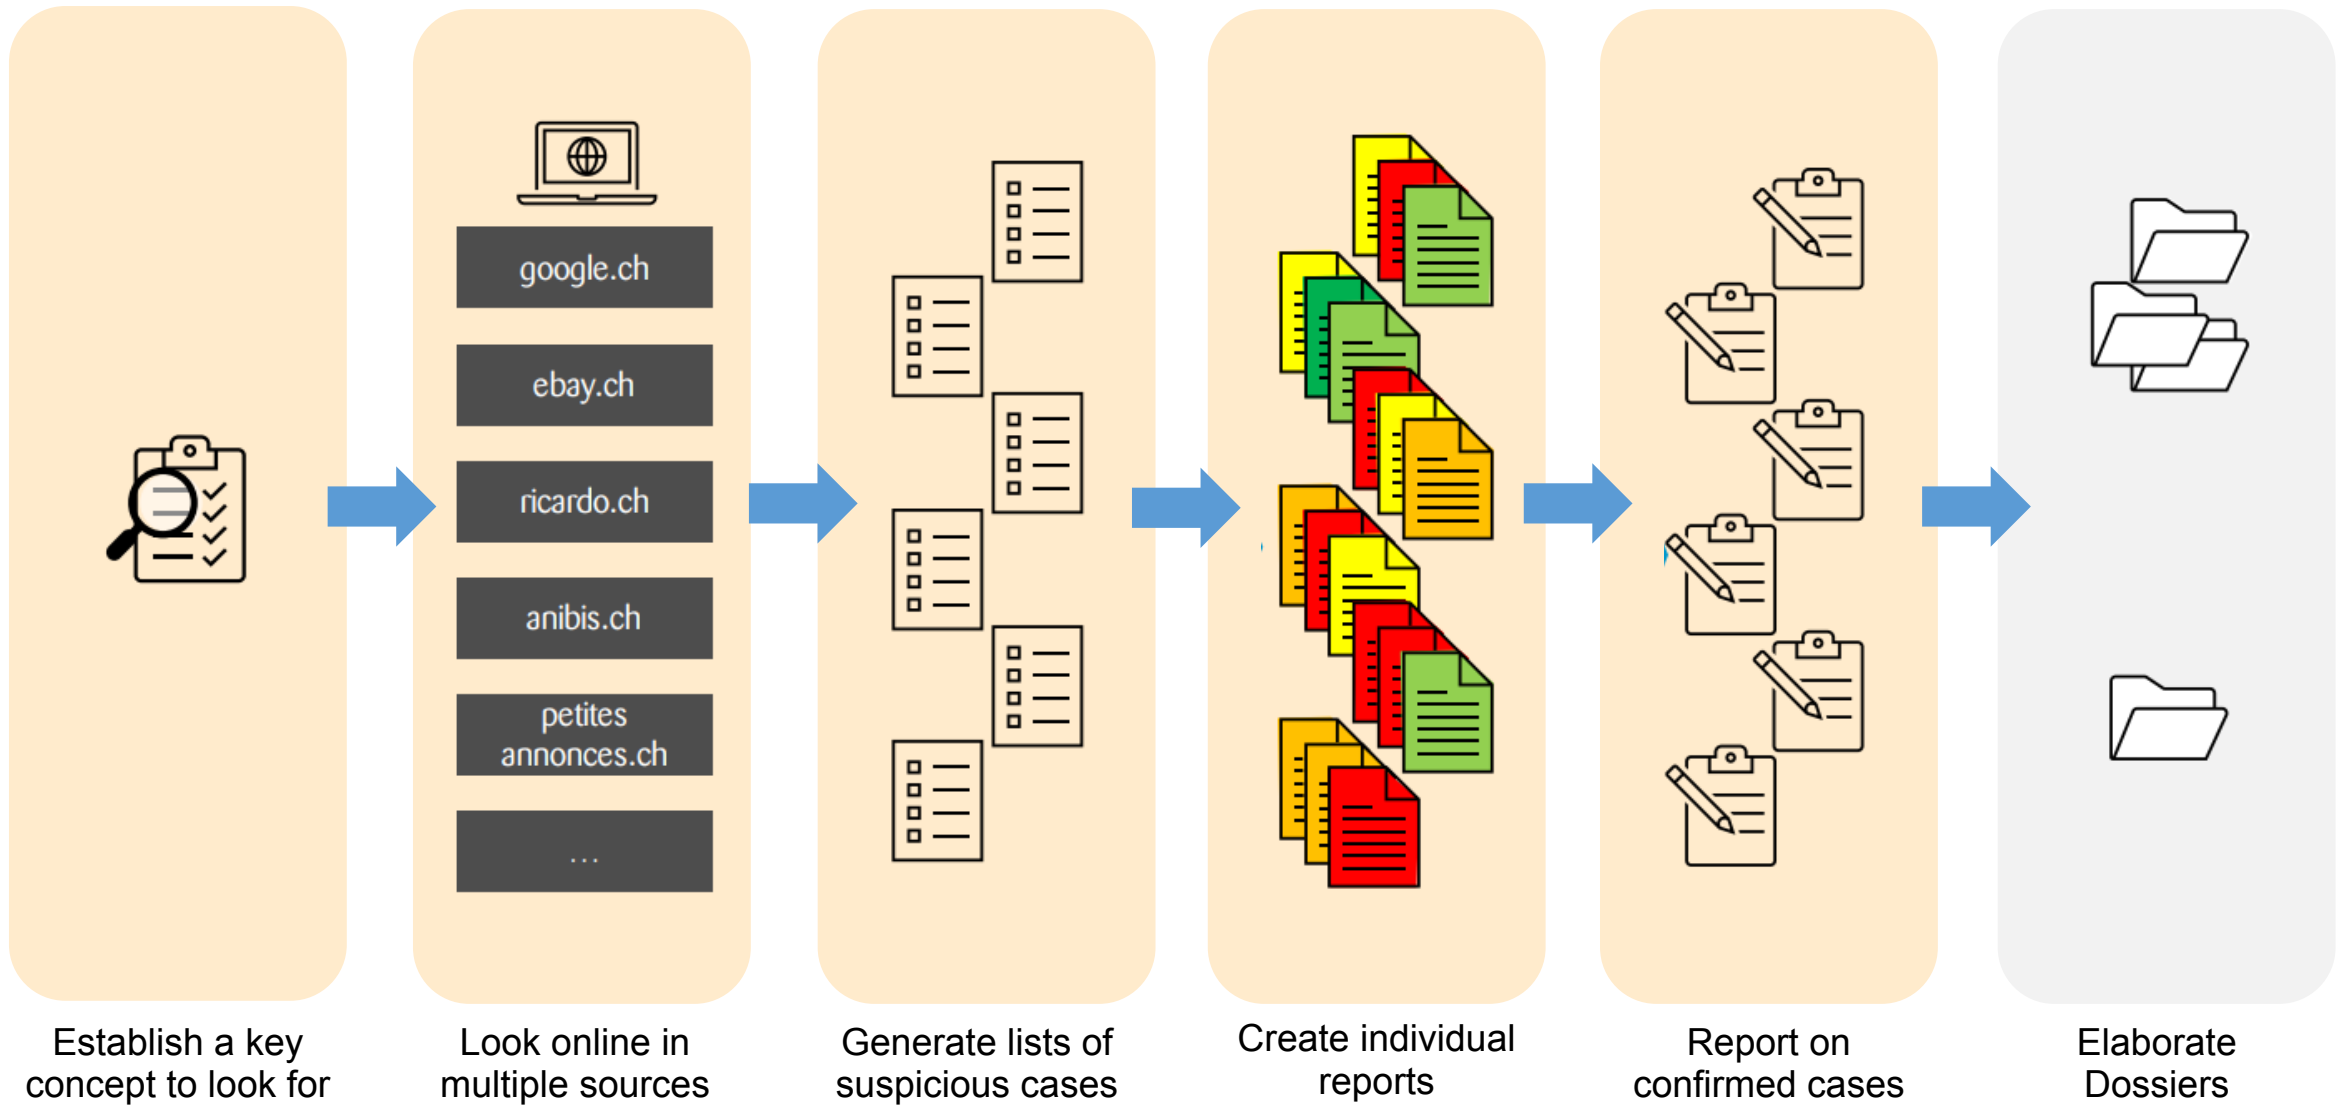 google.ch
ebay.ch
ricardo.ch
anibis.ch
petites
annonces.ch
...
Establish a key
concept to look for
Look online in
multiple sources
Generate lists of
suspicious cases
Create individual
reports
Report on
confirmed cases
Elaborate
Dossiers